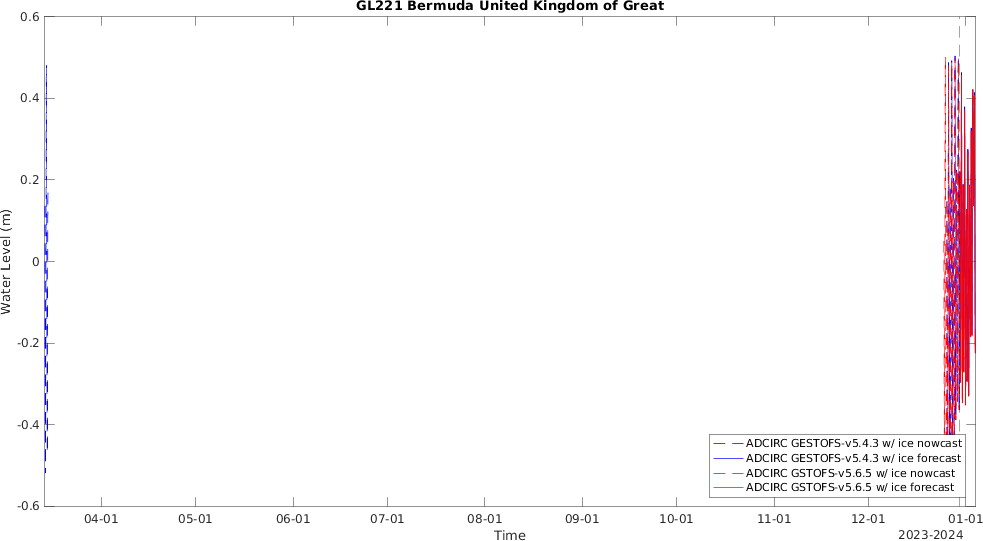 GL221 Bermuda United Kingdom of Great
0.6
0.4
0.2
0
-0.2
-0.4
-0.6
Water Level (m)
04-01 05-01 06-01 07-01 08-01 09-01 10-01 11-01 12-01 01-01
Time
2023-2024
ADCIRC GESTOFS-v5.4.3 w/ ice nowcast
ADCIRC GESTOFS-v5.4.3 w/ ice forecast
ADCIRC GSTOFS-v5.6.5 w/ ice nowcast
ADCIRC GSTOFS-v5.6.5 w/ ice forecast